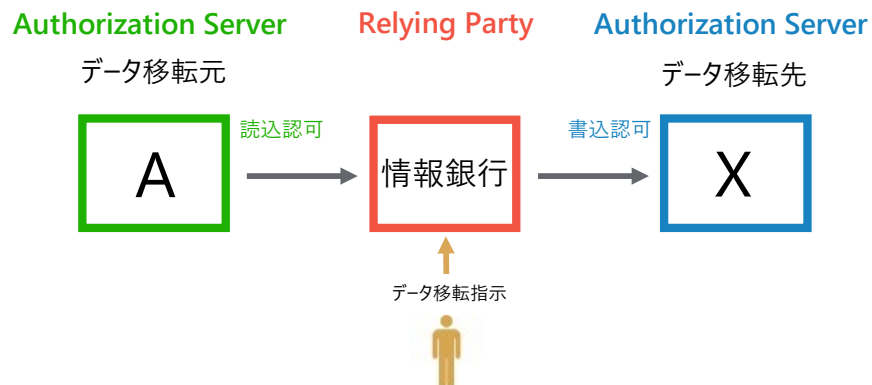 Authorization Server
Relying Party
Authorization Server
データ移転元
データ移転先
読込認可
書込認可
A
情報銀行
X
データ移転指示